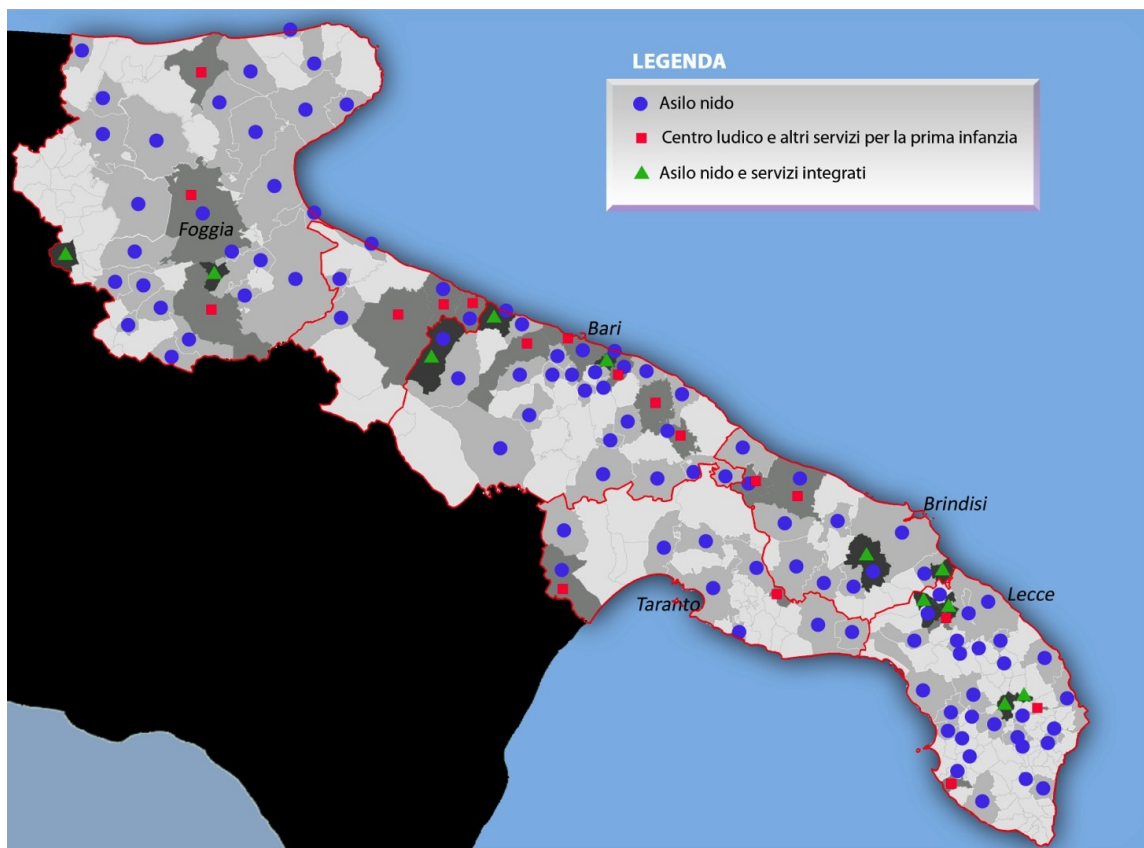 LEGENDA
Asilo nido
Centro ludico e altri servizi per la prima infanzia
Asilo nido e servizi integrati
Foggia
Bari
Brindisi
Lecce
Taranto